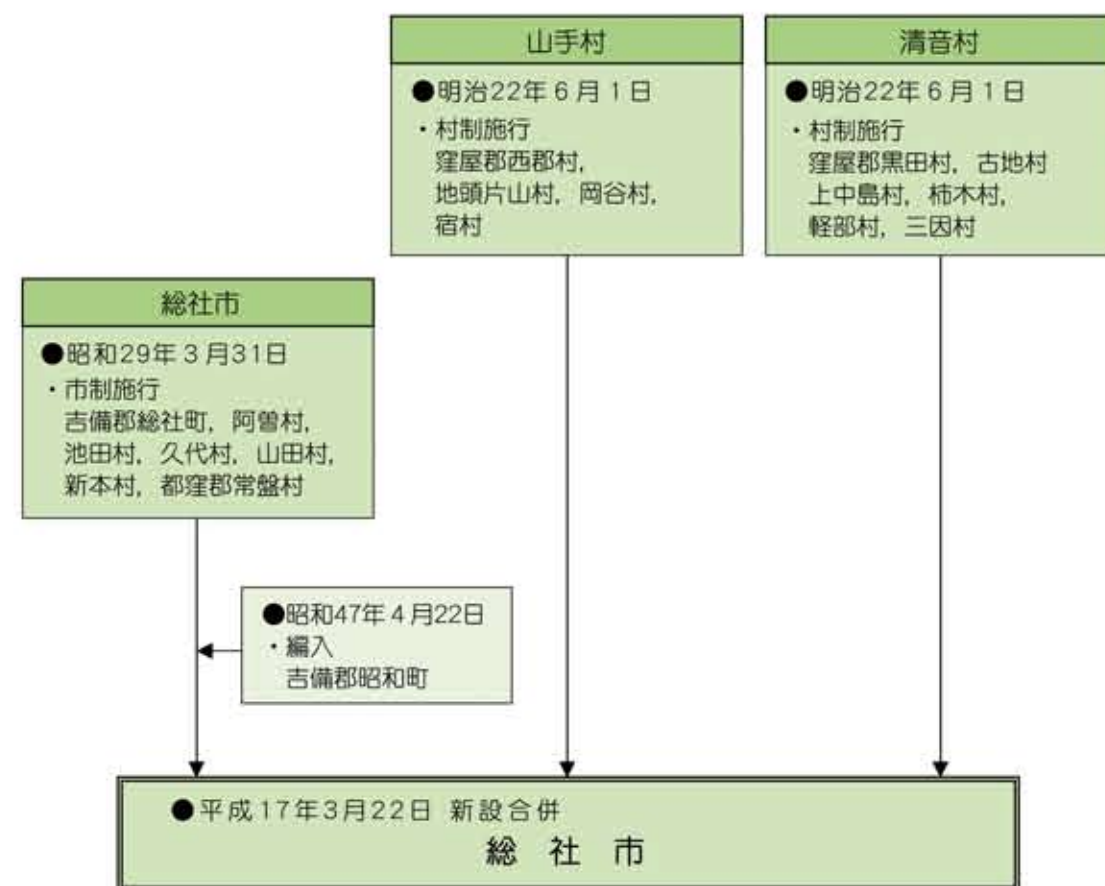 山手村
●明治22年6月1日
・村制施行
窪屋郡西郡村,
地頭片山村, 岡谷村,
宿村
清音村
●明治22年6月1日
・村制施行
窪屋郡黒田村, 古地村
上中島村, 柿木村,
軽部村, 三因村
総社市
●昭和29年3月31日
・市制施行
吉備郡総社町, 阿曽村,
池田村, 久代村, 山田村,
新本村, 都窪郡常盤村
●昭和47年4月22日
・編入
吉備郡昭和町
●平成17年3月22日 新設合併
総 社 市